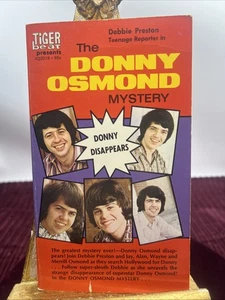 TiGER
beat
presents
Debbie Preston
Teenage Reporter in
The
DONNY
OSMOND
MYSTERY
DONNY
DISAPPEARS
The greatest mystery ever!—Donny Osmond disap-
pears! Join Debbie Preston and Jay, Alan, Wayne and
Merrill Osmond as they search Hollywood for Donny
. . . Follow super-sleuth Debbie as she unravels the
strange disappearance of superstar Donny Osmond!
in the DONNY OSMOND MYSTERY